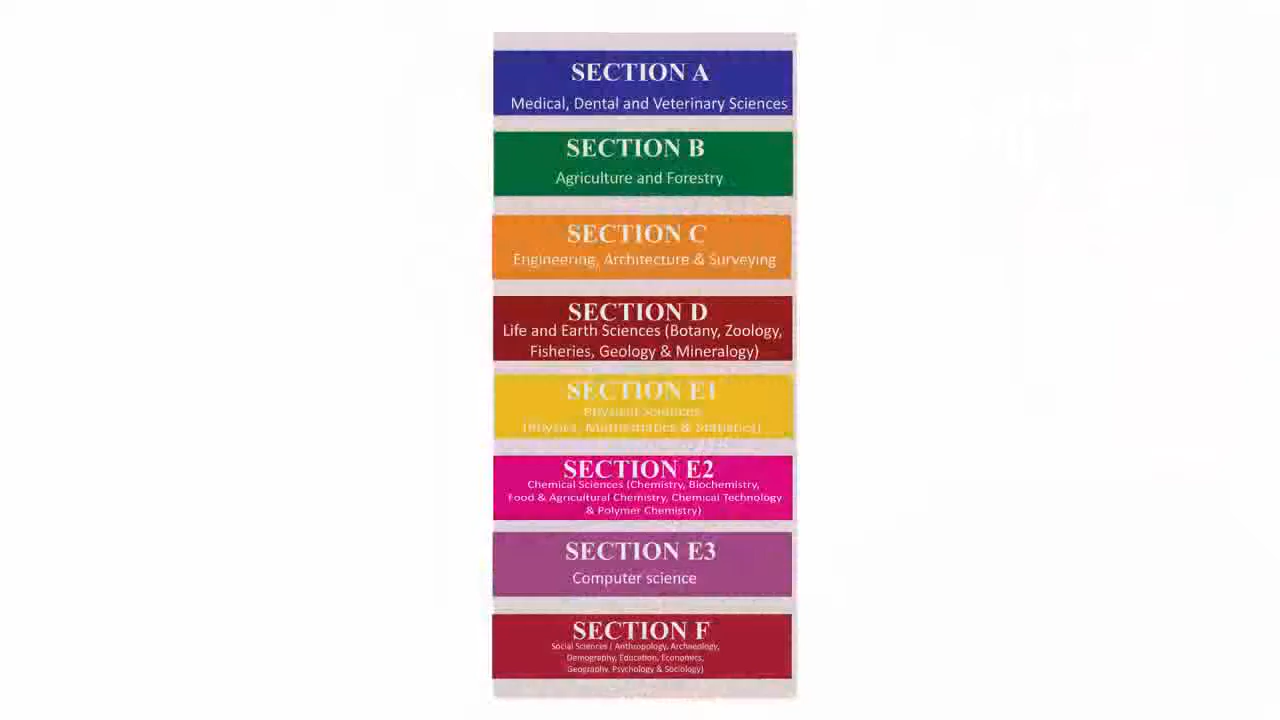 SECTION A
Medical, Dental and Veterinary Sciences
SECTION B
Agriculture and Forestry
SECTION C
Engineering, Architecture & Surveying
SECTION D
Life and Earth Sciences (Botany, Zoology,
Fisheries, Geology & Mineralogy)
SECTION E1
Physical Sciences
(Physics, Mathematics & Statistics)
SECTION E2
Chemical Sciences (Chemistry, Biochemistry,
Food & Agricultural Chemistry, Chemical Technology
& Polymer Chemistry)
SECTION E3
Computer science
SECTION F
Social Sciences ( Anthropology, Archaeology,
Demography, Education, Economics,
Geography, Psychology & Sociology)